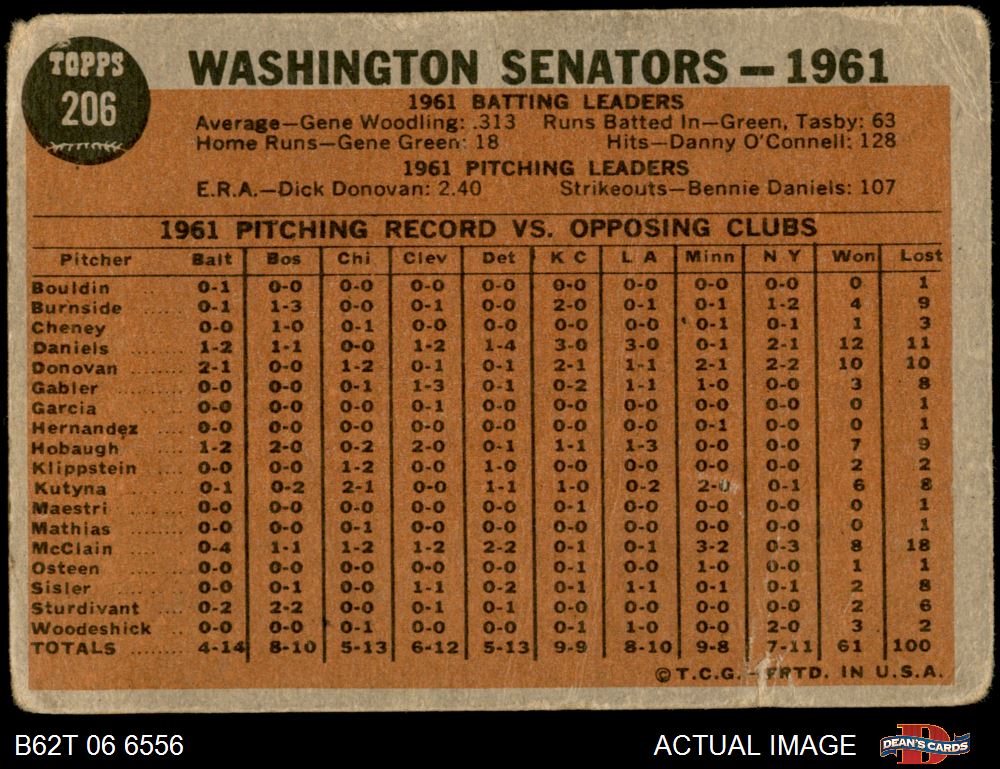 TOPPS
206
WASHINGTON SENATORS — 1961
1961 BATTING LEADERS
Average—Gene Woodling: .313 Runs Batted In—Green, Tasby: 63
Home Runs—Gene Green: 18 Hits—Danny O'Connell: 128
1961 PITCHING LEADERS
E.R.A.—Dick Donovan: 2.40 Strikeouts—Bennie Daniels: 107
1961 PITCHING RECORD VS. OPPOSING CLUBS
Pitcher Balt Bos Chi Clev Det K C L A Minn N Y Won Lost
Bouldin ..... 0-1 0-0 0-0 0-0 0-0 0-0 0-0 0-0 0-0 0 1
Burnside ..... 0-1 1-3 0-0 0-1 0-0 2-0 0-1 0-1 1-2 4 9
Cheney ..... 0-0 1-0 0-1 0-0 0-0 0-0 0-0 0-1 0-1 1 3
Daniels ....... 1-2 1-1 0-0 1-2 1-4 3-0 3-0 0-1 2-1 12 11
Donovan ..... 2-1 0-0 1-2 0-1 0-1 2-1 1-1 2-1 2-2 10 10
Gabler ....... 0-0 0-0 0-1 1-3 0-0 0-2 1-1 1-0 0-0 3 8
Garcia ....... 0-0 0-0 0-0 0-1 0-0 0-0 0-0 0-0 0-0 0 1
Hernandez .... 0-0 0-0 0-0 0-0 0-0 0-0 0-0 0-1 0-0 0 1
Hobaugh .... 1-2 2-0 0-2 2-0 0-1 1-1 1-3 0-0 0-0 7 9
Klippstein .... 0-0 0-0 1-2 0-0 1-0 0-0 0-0 0-0 0-0 2 2
Kutyna ....... 0-1 0-2 2-1 0-0 1-1 1-0 0-2 2-0 0-1 6 8
Maestri ...... 0-0 0-0 0-0 0-0 0-0 0-1 0-0 0-0 0-0 0 1
Mathias ...... 0-0 0-0 0-1 0-0 0-0 0-0 0-0 0-0 0-0 0 1
McClain ...... 0-4 1-1 1-2 1-2 2-2 0-1 0-1 3-2 0-3 8 18
Osteen ....... 0-0 0-0 0-0 0-0 0-0 0-1 0-0 1-0 0-0 1 1
Sisler ........ 0-0 0-1 0-0 1-1 0-2 0-1 1-1 0-1 0-1 2 8
Sturdivant ... 0-2 2-2 0-0 0-1 0-1 0-0 0-0 0-0 0-0 2 6
Woodeshick .. 0-0 0-0 0-1 0-0 0-0 0-1 1-0 0-0 2-0 3 2
TOTALS ....... 4-14 8-10 5-13 6-12 5-13 9-9 8-10 9-8 7-11 61 100
©T.C.G.—PRTD. IN U.S.A.
B62T 06 6556 ACTUAL IMAGE DEAN'S CARDS